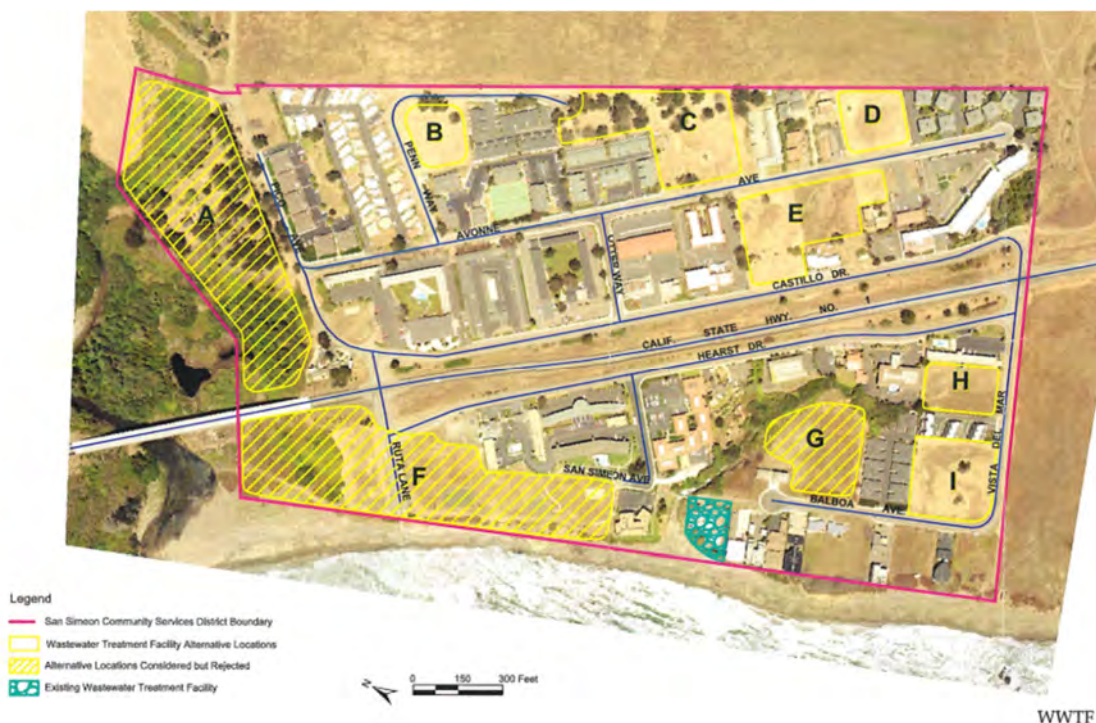 A
B
C
D
E
F
G
H
I
PICO AVE
PENN WAY
AVONNE AVE
OTTER WAY
CASTILLO DR.
CALIF. STATE HWY. NO. 1
HEARST DR.
RUTA LANE
SAN SIMEON AVE
BALBOA AVE
VISTA DEL MAR
Legend
San Simeon Community Services District Boundary
Wastewater Treatment Facility Alternative Locations
Alternative Locations Considered but Rejected
Existing Wastewater Treatment Facility
N
0 150 300 Feet
WWTF